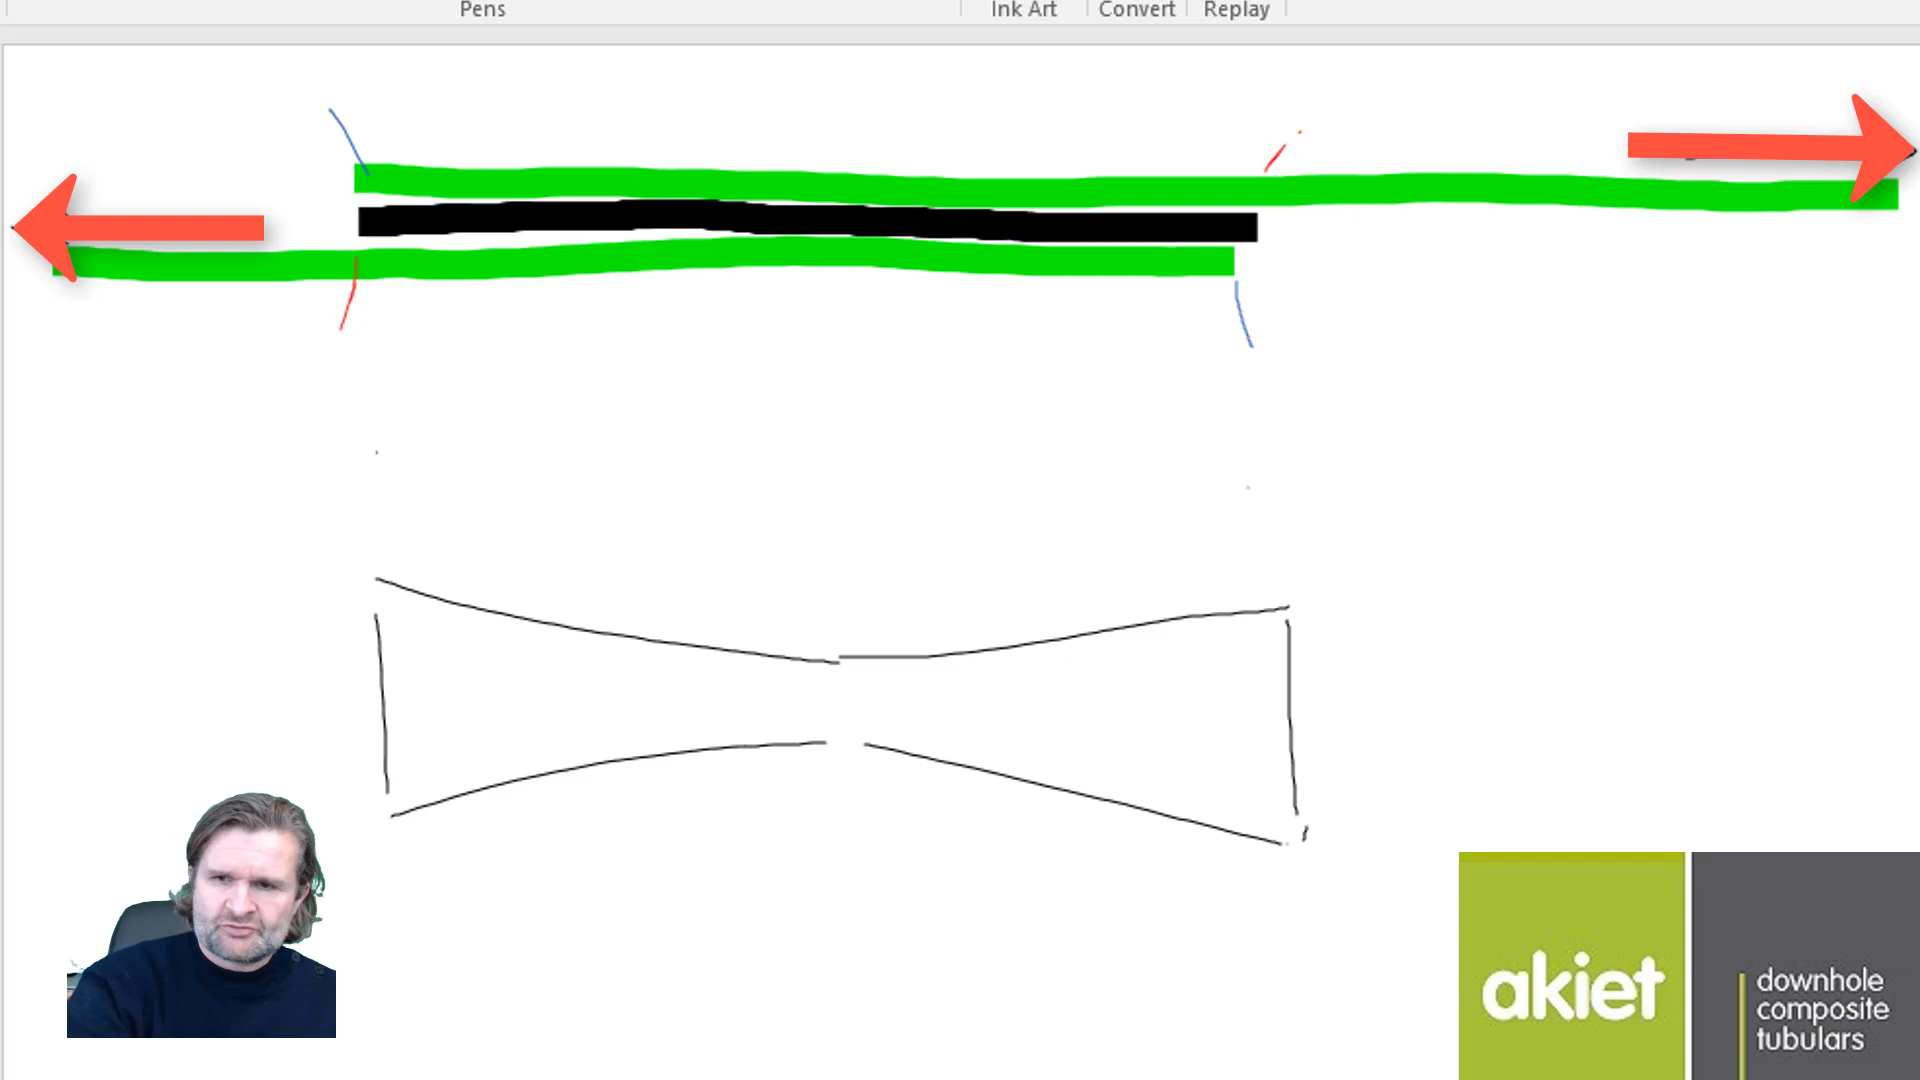 Pens
Ink Art
Convert
Replay
akiet
downhole
composite
tubulars